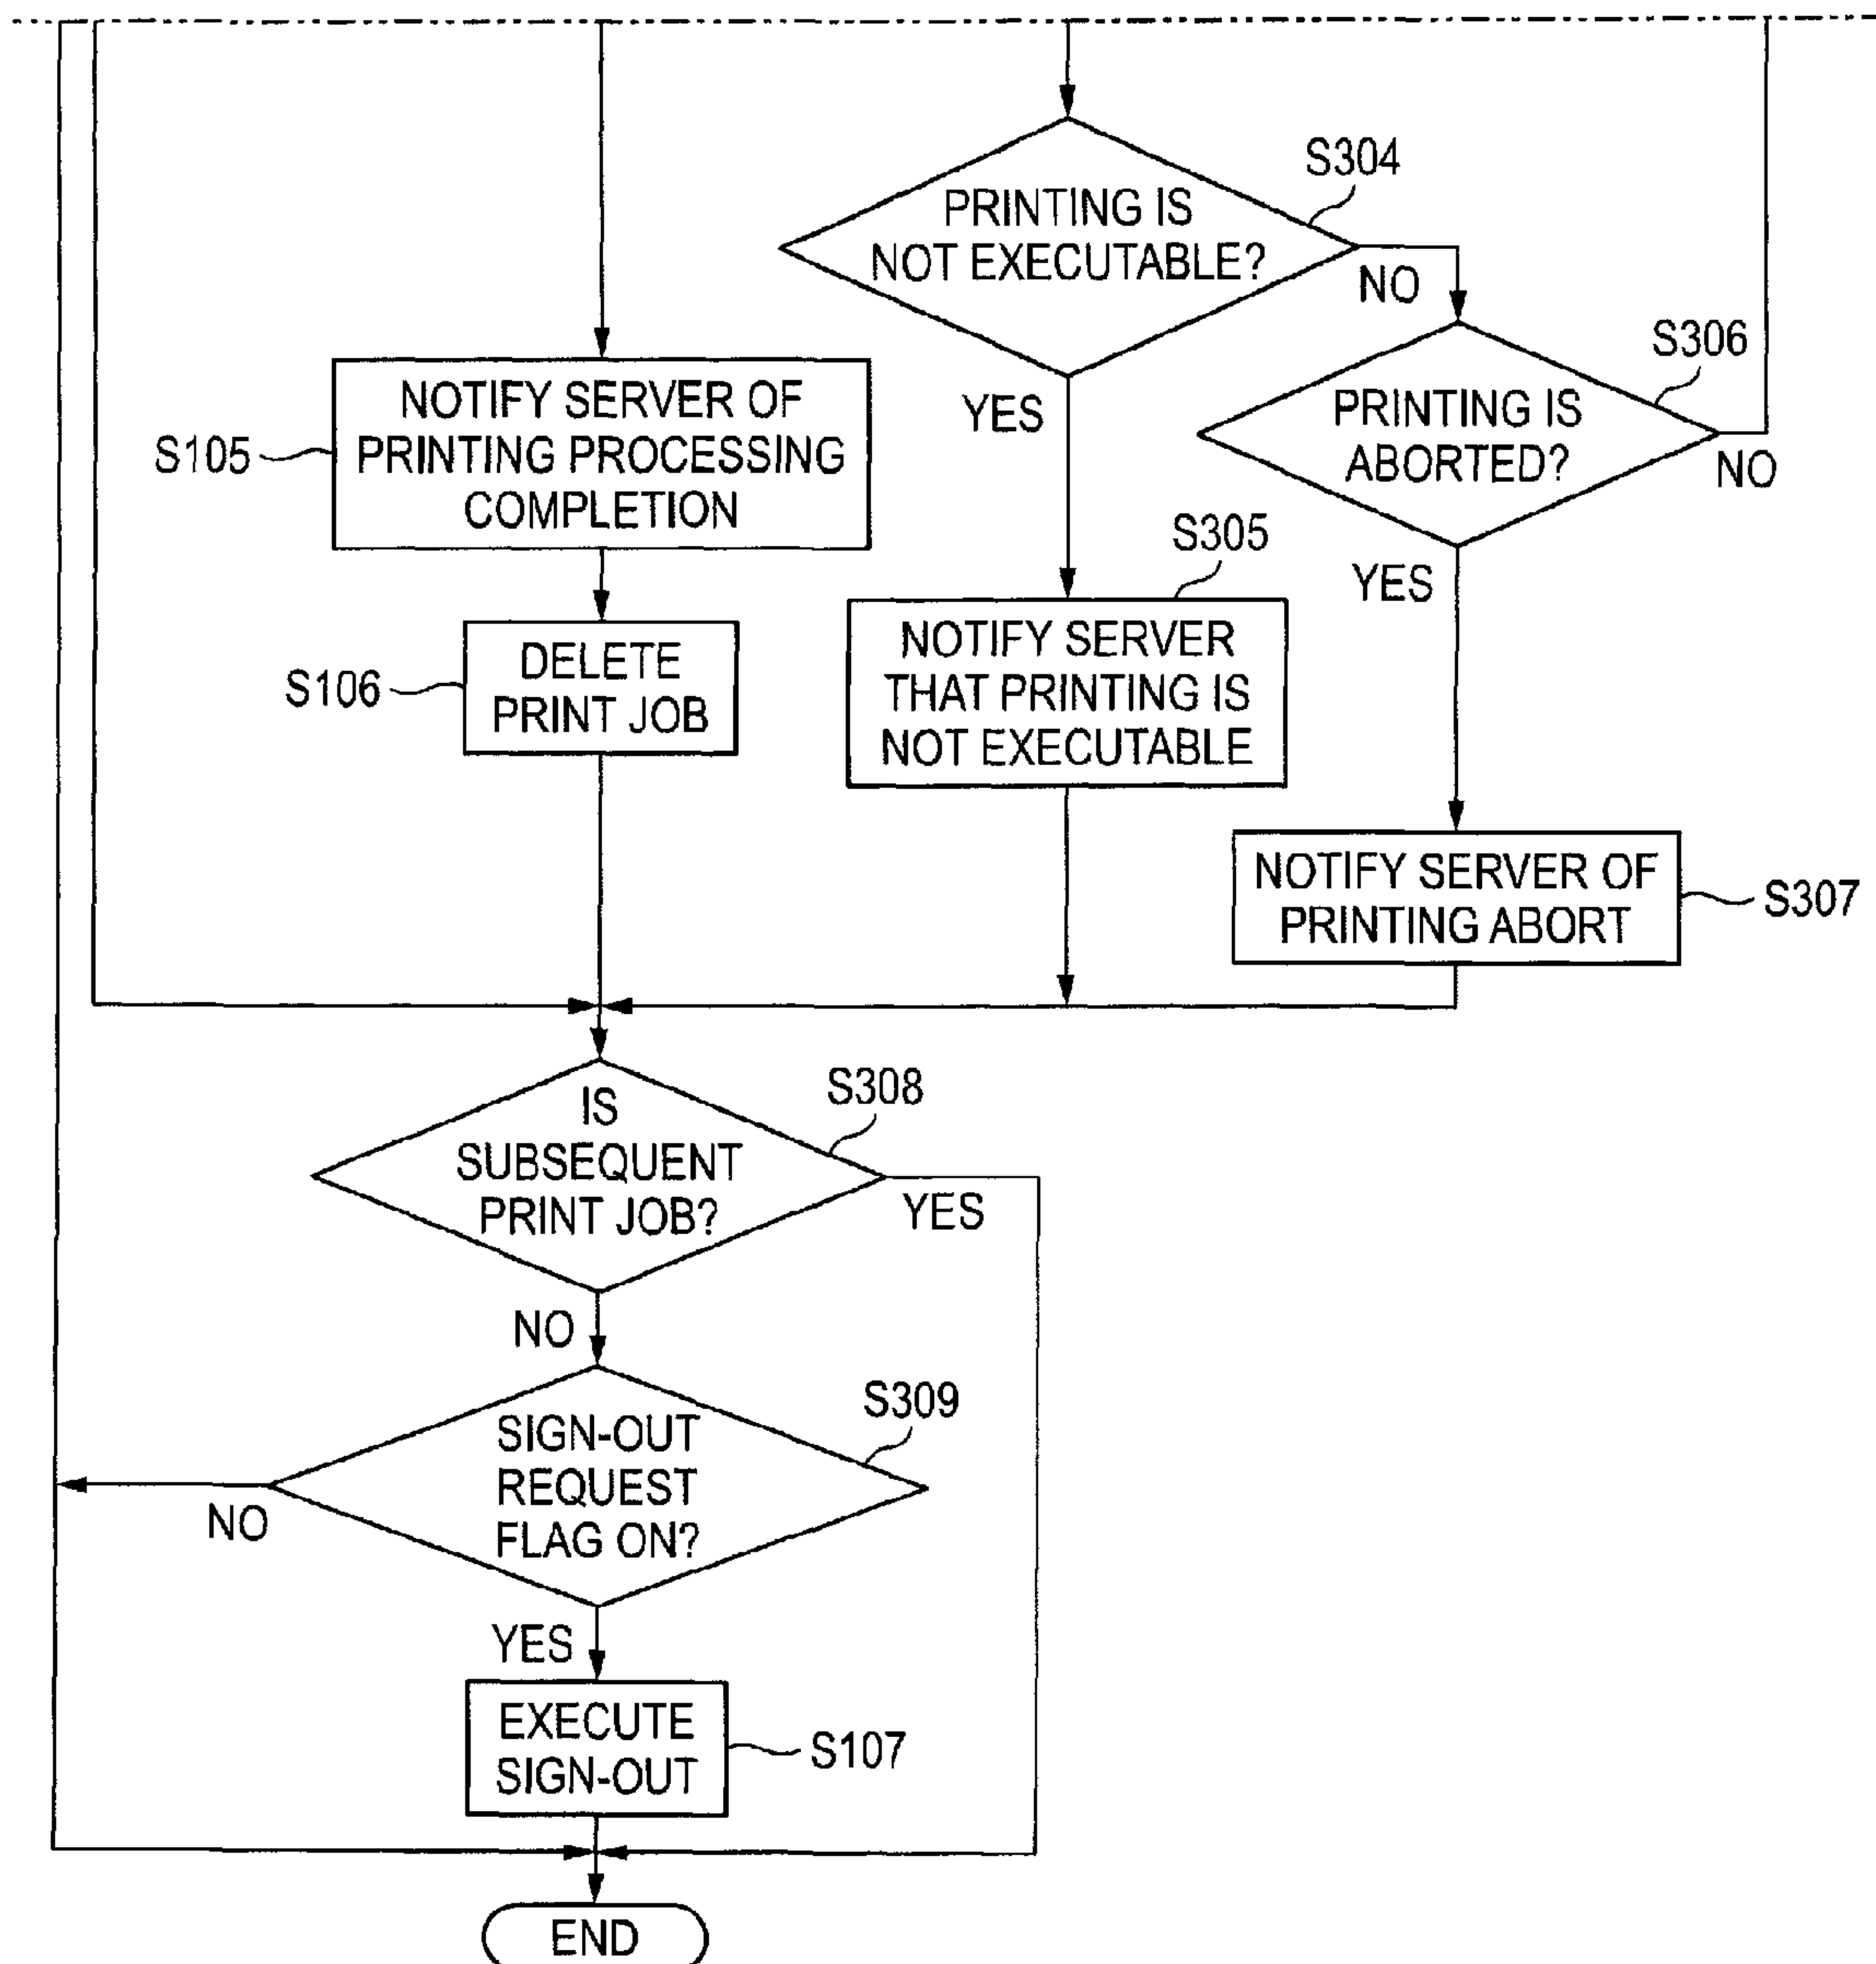 S304
PRINTING IS
NOT EXECUTABLE?
NO
YES
S306
PRINTING IS
ABORTED?
NO
YES
S105
NOTIFY SERVER OF
PRINTING PROCESSING
COMPLETION
S305
NOTIFY SERVER
THAT PRINTING IS
NOT EXECUTABLE
S106
DELETE
PRINT JOB
NOTIFY SERVER OF
PRINTING ABORT
S307
S308
IS
SUBSEQUENT
PRINT JOB?
YES
NO
S309
SIGN-OUT
REQUEST
FLAG ON?
NO
YES
EXECUTE
SIGN-OUT
S107
END